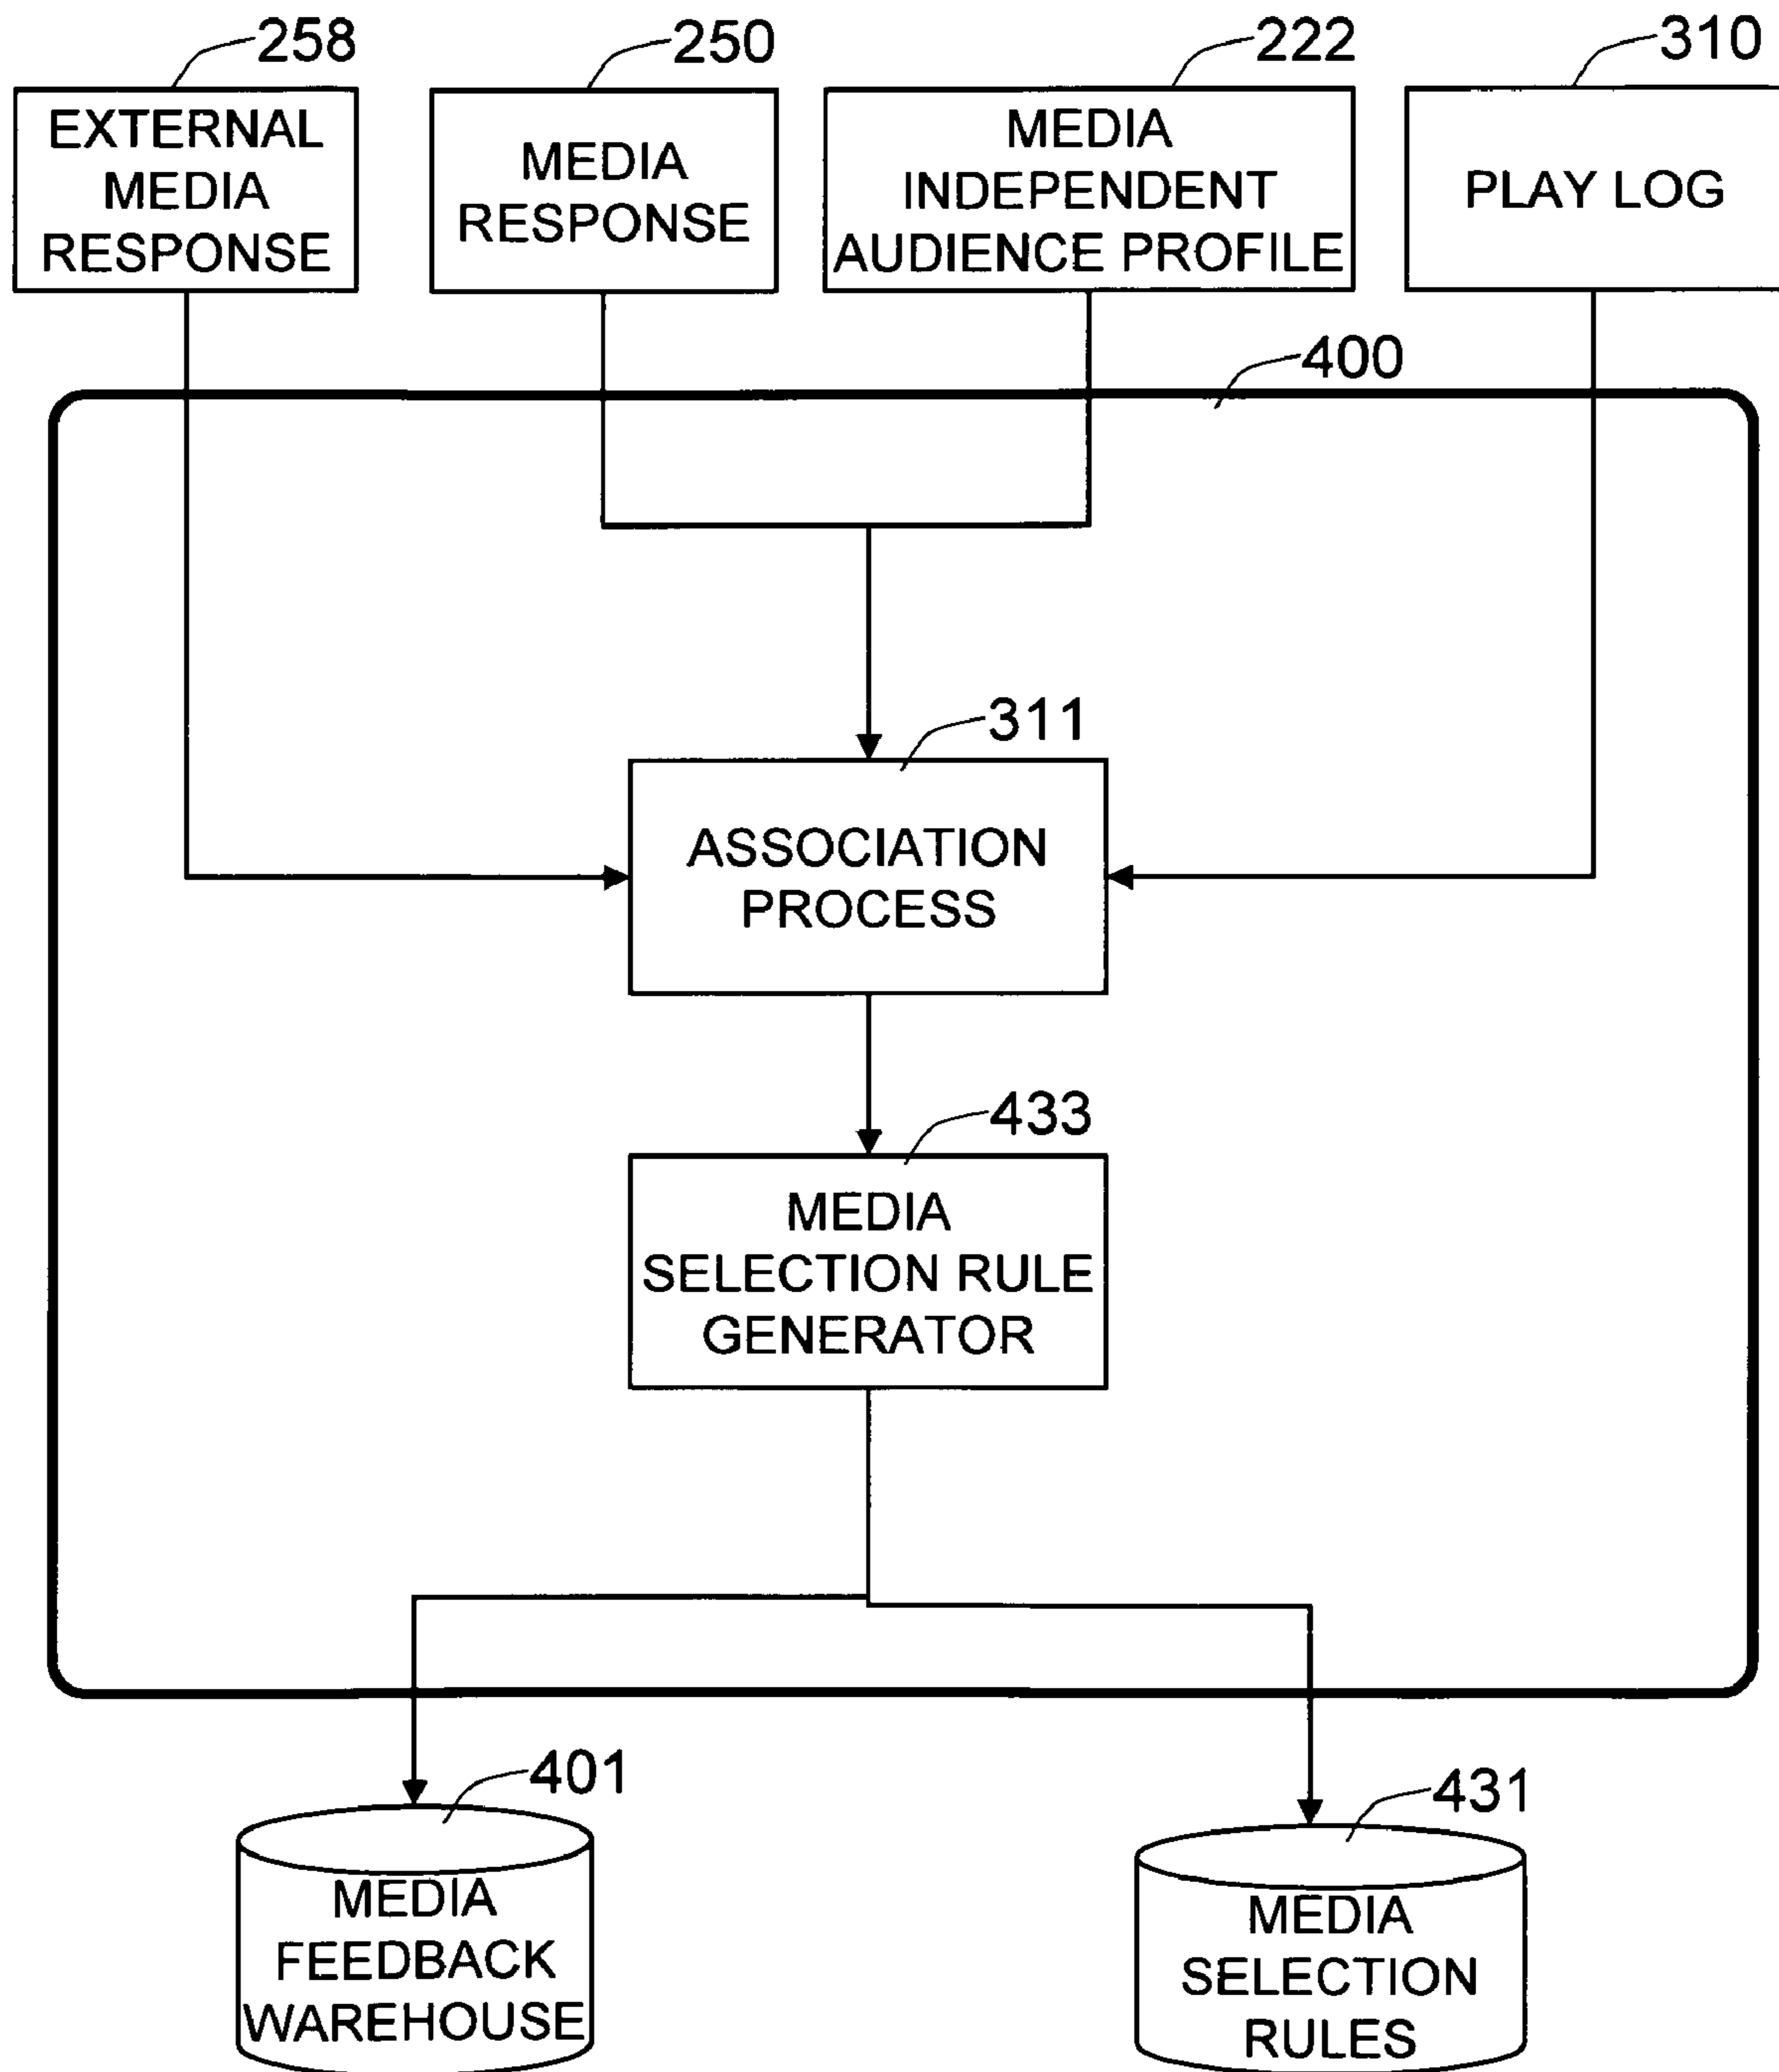 258
250
222
310
EXTERNAL
MEDIA
RESPONSE
MEDIA
RESPONSE
MEDIA
INDEPENDENT
AUDIENCE PROFILE
PLAY LOG
400
311
ASSOCIATION
PROCESS
433
MEDIA
SELECTION RULE
GENERATOR
401
MEDIA
FEEDBACK
WAREHOUSE
431
MEDIA
SELECTION
RULES